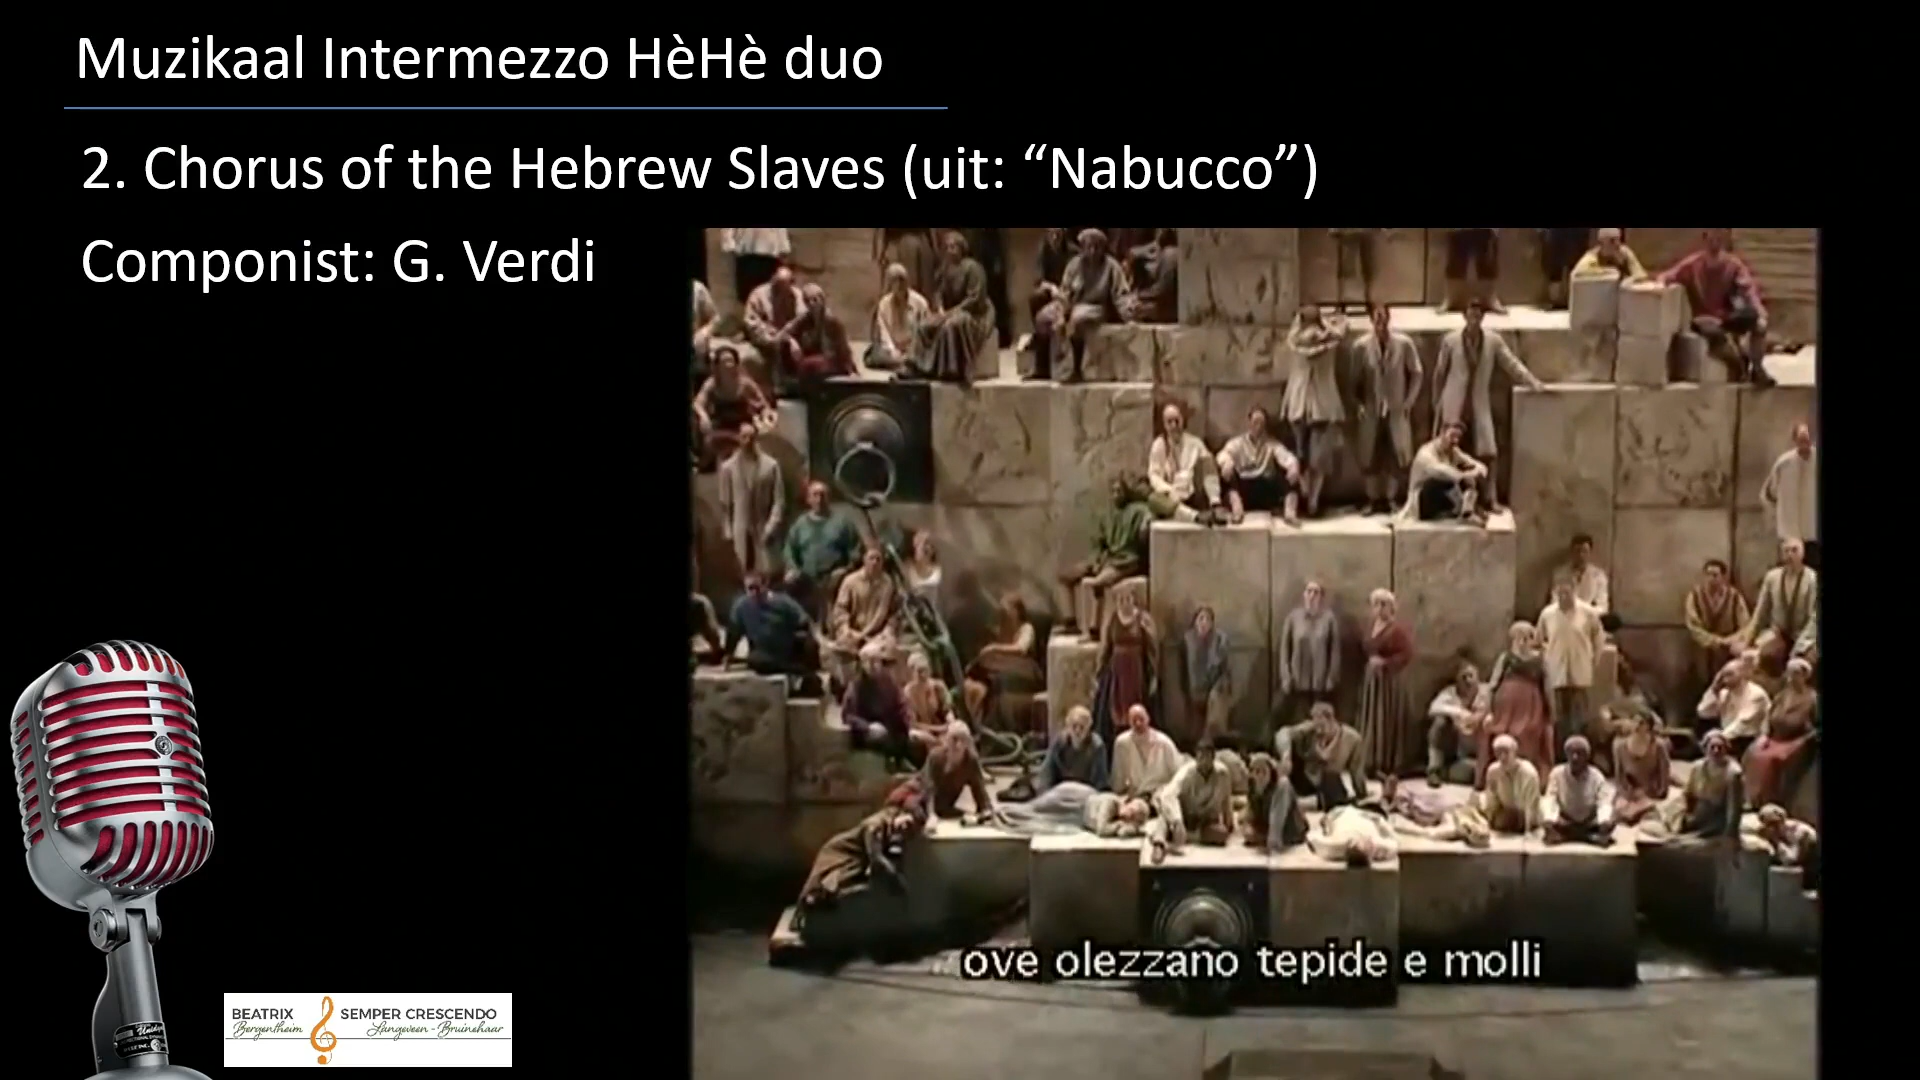 Muzikaal Intermezzo HèHè duo
2. Chorus of the Hebrew Slaves (uit: “Nabucco”)
Componist: G. Verdi
ove olezzano tepide e molli
BEATRIX
Bergentheim
SEMPER CRESCENDO
Langeveen - Bruinehaar